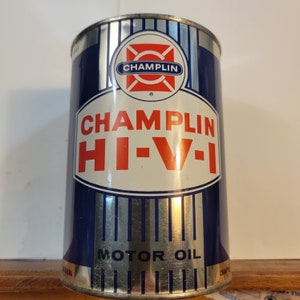 CHAMPLIN
®
CHAMPLIN
HI-V-I
MOTOR OIL